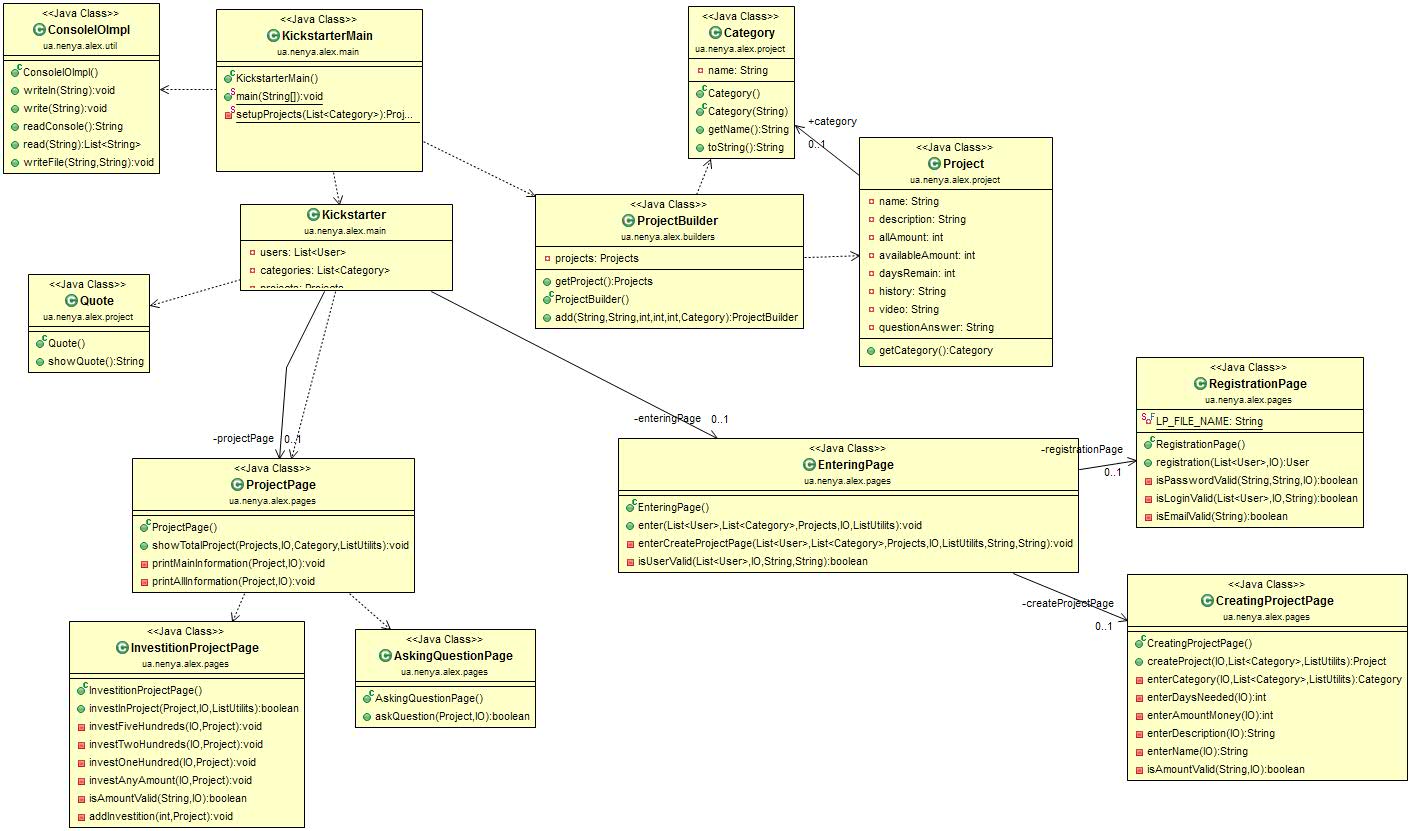 <<Java Class>>
ConsoleIOImpl
ua.nenya.alex.util
ConsoleIOImpl()
writeln(String):void
write(String):void
readConsole():String
read(String):List<String>
writeFile(String,String):void
<<Java Class>>
KickstarterMain
ua.nenya.alex.main
KickstarterMain()
main(String[]):void
setupProjects(List<Category>):Proj...
<<Java Class>>
Category
ua.nenya.alex.project
name: String
Category()
Category(String)
getName():String
toString():String
+category
0..1
<<Java Class>>
Project
ua.nenya.alex.project
name: String
description: String
allAmount: int
availableAmount: int
daysRemain: int
history: String
video: String
questionAnswer: String
getCategory():Category
<<Java Class>>
Kickstarter
ua.nenya.alex.main
users: List<User>
categories: List<Category>
projects: Projects
<<Java Class>>
ProjectBuilder
ua.nenya.alex.builders
projects: Projects
getProject():Projects
ProjectBuilder()
add(String,String,int,int,int,Category):ProjectBuilder
<<Java Class>>
Quote
ua.nenya.alex.project
Quote()
showQuote():String
-projectPage
0..1
-enteringPage
0..1
<<Java Class>>
RegistrationPage
ua.nenya.alex.pages
LP_FILE_NAME: String
RegistrationPage()
registration(List<User>,IO):User
isPasswordValid(String,String,IO):boolean
isLoginValid(List<User>,IO,String):boolean
isEmailValid(String):boolean
-registrationPage
0..1
<<Java Class>>
ProjectPage
ua.nenya.alex.pages
ProjectPage()
showTotalProject(Projects,IO,Category,ListUtilits):void
printMainInformation(Project,IO):void
printAllInformation(Project,IO):void
<<Java Class>>
EnteringPage
ua.nenya.alex.pages
EnteringPage()
enter(List<User>,List<Category>,Projects,IO,ListUtilits):void
enterCreateProjectPage(List<User>,List<Category>,Projects,IO,ListUtilits,String,String):void
isUserValid(List<User>,IO,String,String):boolean
-createProjectPage
0..1
<<Java Class>>
InvestitionProjectPage
ua.nenya.alex.pages
InvestitionProjectPage()
investInProject(Project,IO,ListUtilits):boolean
investFiveHundreds(IO,Project):void
investTwoHundreds(IO,Project):void
investOneHundred(IO,Project):void
investAnyAmount(IO,Project):void
isAmountValid(String,IO):boolean
addInvestition(int,Project):void
<<Java Class>>
AskingQuestionPage
ua.nenya.alex.pages
AskingQuestionPage()
askQuestion(Project,IO):boolean
<<Java Class>>
CreatingProjectPage
ua.nenya.alex.pages
CreatingProjectPage()
createProject(IO,List<Category>,ListUtilits):Project
enterCategory(IO,List<Category>,ListUtilits):Category
enterDaysNeeded(IO):int
enterAmountMoney(IO):int
enterDescription(IO):String
enterName(IO):String
isAmountValid(String,IO):boolean